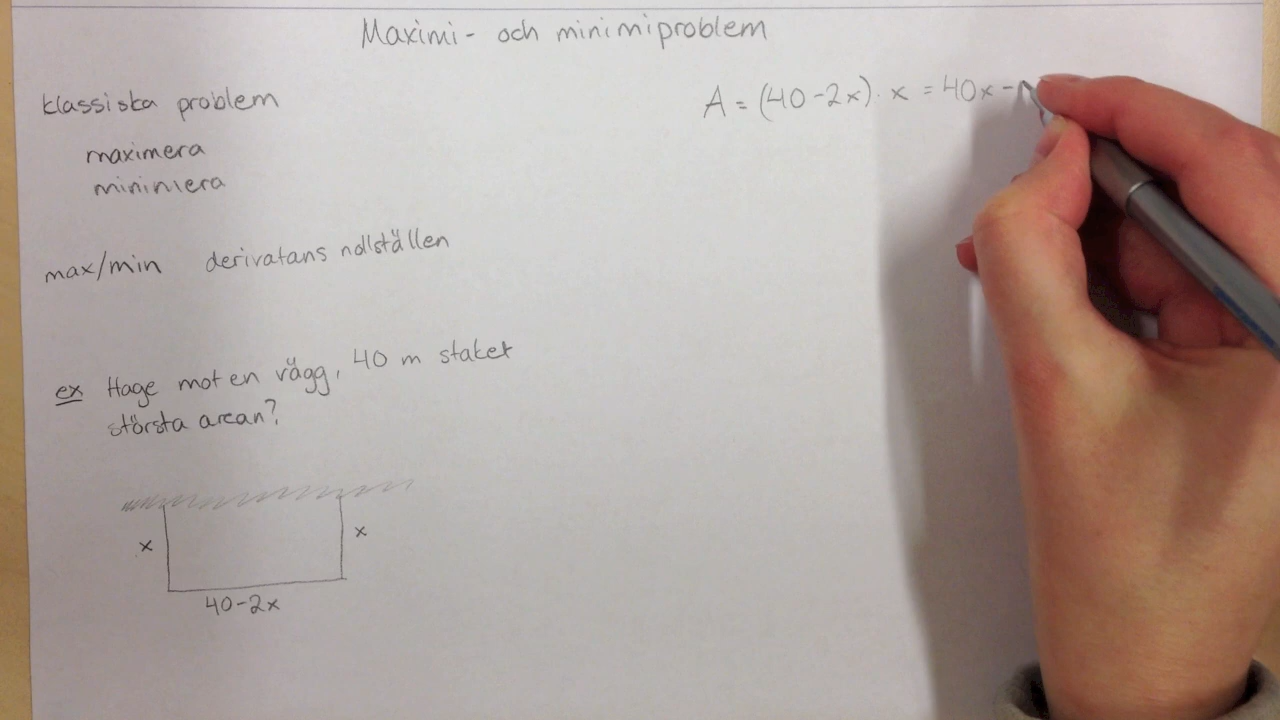 Maximi- och minimiproblem
klassiska problem
maximera
minimera
max/min derivatans nollställen
ex Hage mot en vägg, 40 m staket
största arean?
x
x
40-2x
A = (40-2x) · x = 40x -